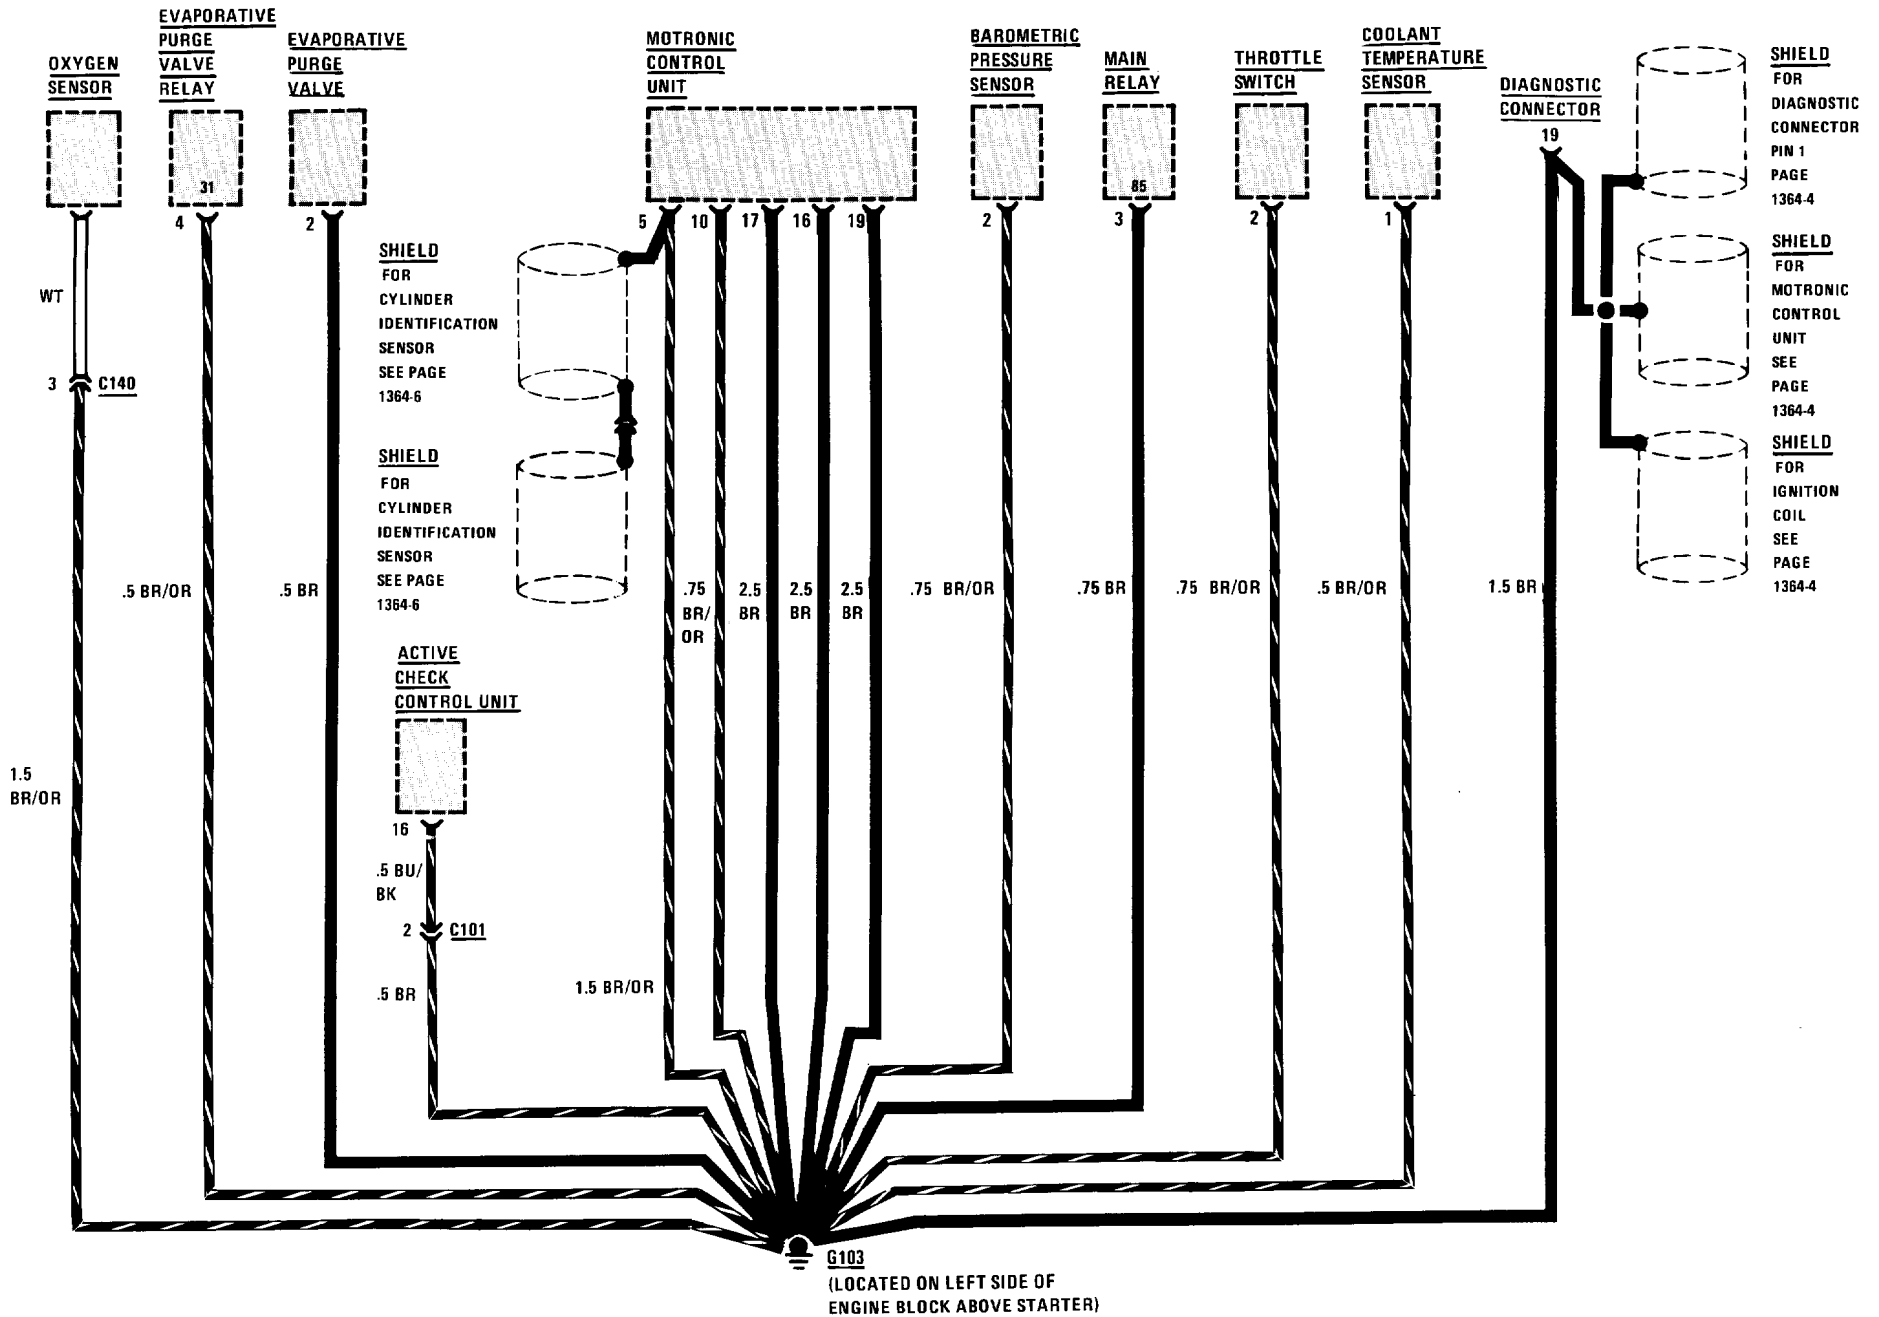 OXYGEN
SENSOR
EVAPORATIVE
PURGE
VALVE
RELAY
EVAPORATIVE
PURGE
VALVE
MOTRONIC
CONTROL
UNIT
BAROMETRIC
PRESSURE
SENSOR
MAIN
RELAY
THROTTLE
SWITCH
COOLANT
TEMPERATURE
SENSOR
DIAGNOSTIC
CONNECTOR
19
SHIELD
FOR
DIAGNOSTIC
CONNECTOR
PIN 1
PAGE
1364-4
31
85
4
2
5
10
17
16
19
2
3
2
1
SHIELD
FOR
MOTRONIC
CONTROL
UNIT
SEE
PAGE
1364-4
SHIELD
FOR
CYLINDER
IDENTIFICATION
SENSOR
SEE PAGE
1364-6
WT
3
C140
SHIELD
FOR
IGNITION
COIL
SEE
PAGE
1364-4
SHIELD
FOR
CYLINDER
IDENTIFICATION
SENSOR
SEE PAGE
1364-6
.5 BR/OR
.5 BR
.75
BR/
OR
2.5
BR
2.5
BR
2.5
BR
.75 BR/OR
.75 BR
.75 BR/OR
.5 BR/OR
1.5 BR
ACTIVE
CHECK
CONTROL UNIT
1.5
BR/OR
16
.5 BU/
BK
2
C101
.5 BR
1.5 BR/OR
G103
(LOCATED ON LEFT SIDE OF
ENGINE BLOCK ABOVE STARTER)